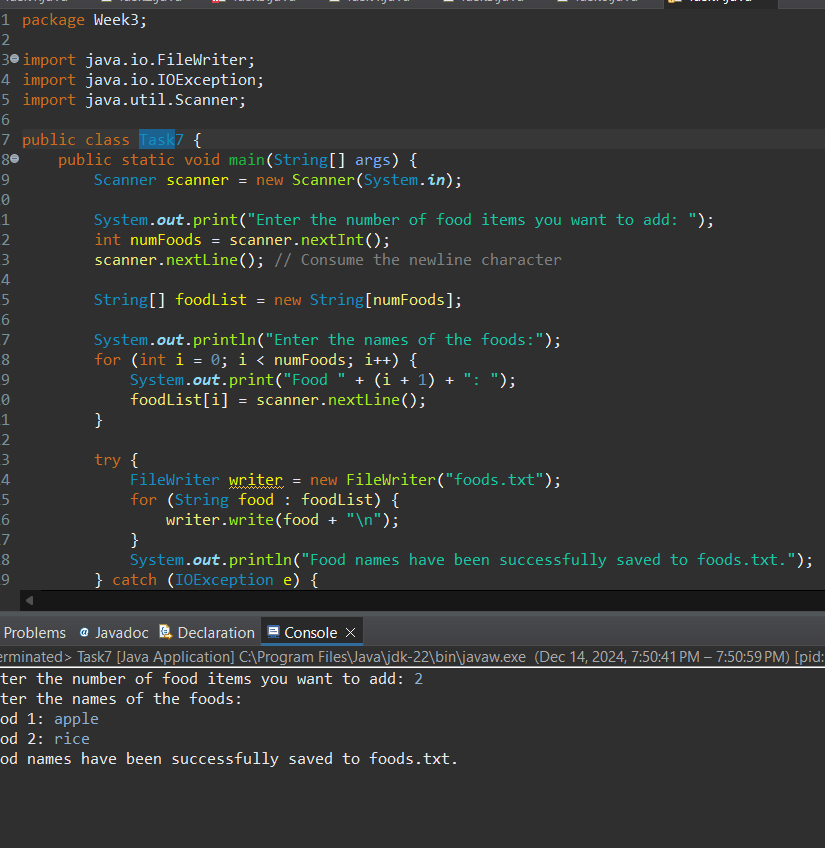 1 package Week3;
2
3 import java.io.FileWriter;
4 import java.io.IOException;
5 import java.util.Scanner;
6
7 public class Task7 {
8 public static void main(String[] args) {
9 Scanner scanner = new Scanner(System.in);
0
1 System.out.print("Enter the number of food items you want to add: ");
2 int numFoods = scanner.nextInt();
3 scanner.nextLine(); // Consume the newline character
4
5 String[] foodList = new String[numFoods];
6
7 System.out.println("Enter the names of the foods:");
8 for (int i = 0; i < numFoods; i++) {
9 System.out.print("Food " + (i + 1) + ": ");
0 foodList[i] = scanner.nextLine();
1 }
2
3 try {
4 FileWriter writer = new FileWriter("foods.txt");
5 for (String food : foodList) {
6 writer.write(food + "\n");
7 }
8 System.out.println("Food names have been successfully saved to foods.txt.");
9 } catch (IOException e) {
Problems @ Javadoc Declaration Console
erminated> Task7 [Java Application] C:\Program Files\Java\jdk-22\bin\javaw.exe (Dec 14, 2024, 7:50:41 PM – 7:50:59 PM) [pid:
ter the number of food items you want to add: 2
ter the names of the foods:
od 1: apple
od 2: rice
od names have been successfully saved to foods.txt.